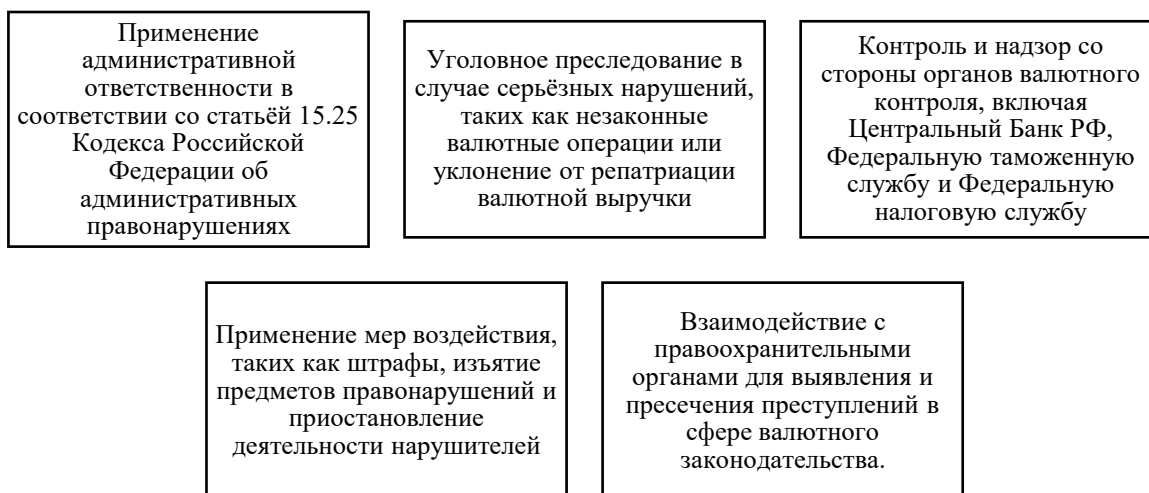 Применение
административной
ответственности в
соответствии со статьёй 15.25
Кодекса Российской
Федерации об
административных
правонарушениях
Уголовное преследование в
случае серьёзных нарушений,
таких как незаконные
валютные операции или
уклонение от репатриации
валютной выручки
Контроль и надзор со
стороны органов валютного
контроля, включая
Центральный Банк РФ,
Федеральную таможенную
службу и Федеральную
налоговую службу
Применение мер воздействия,
таких как штрафы, изъятие
предметов правонарушений и
приостановление
деятельности нарушителей
Взаимодействие с
правоохранительными
органами для выявления и
пресечения преступлений в
сфере валютного
законодательства.